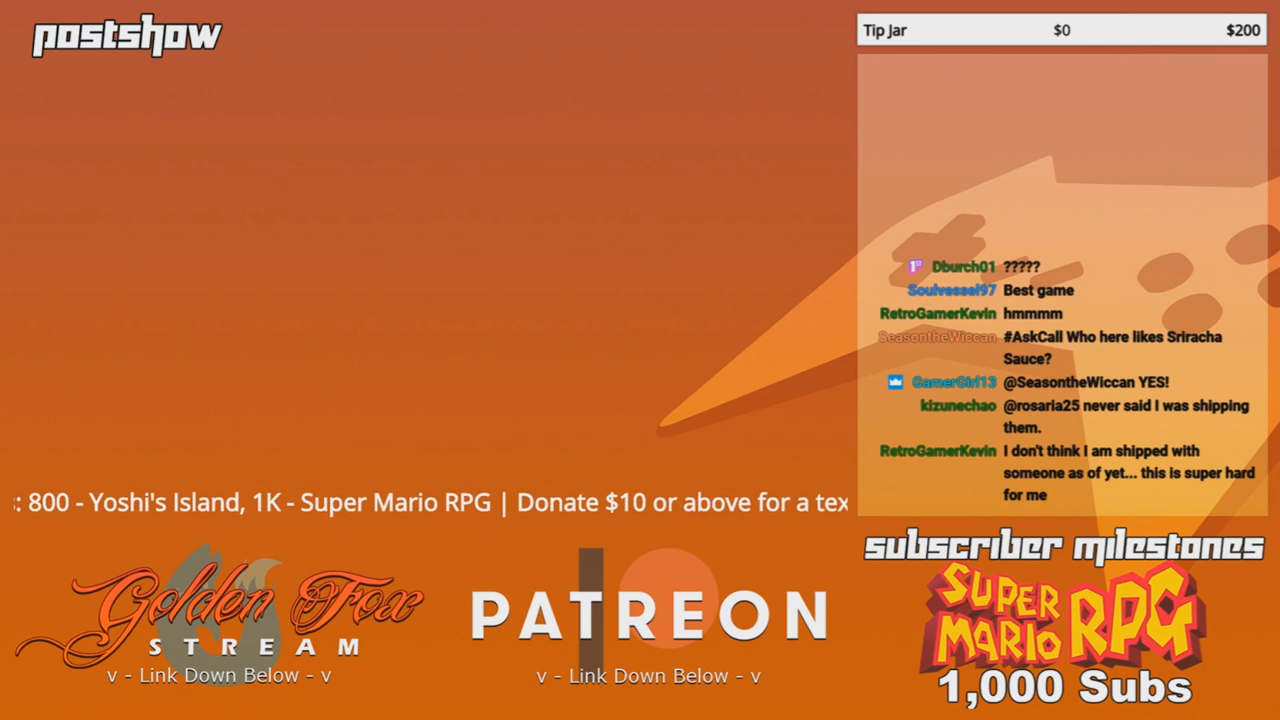 postshow
Tip Jar $0 $200
Dburch01 ?????
Soulvessel97 Best game
RetroGamerKevin hmmmm
SeasontheWiccan #AskCall Who here likes Sriracha
Sauce?
GamerGirl13 @SeasontheWiccan YES!
kizunechao @rosaria25 never said I was shipping
them.
RetroGamerKevin I don't think I am shipped with
someone as of yet... this is super hard
for me
: 800 - Yoshi's Island, 1K - Super Mario RPG | Donate $10 or above for a tex
subscriber milestones
SUPER
MARIO RPG
1,000 Subs
Golden Fox
STREAM
v - Link Down Below - v
PATREON
v - Link Down Below - v